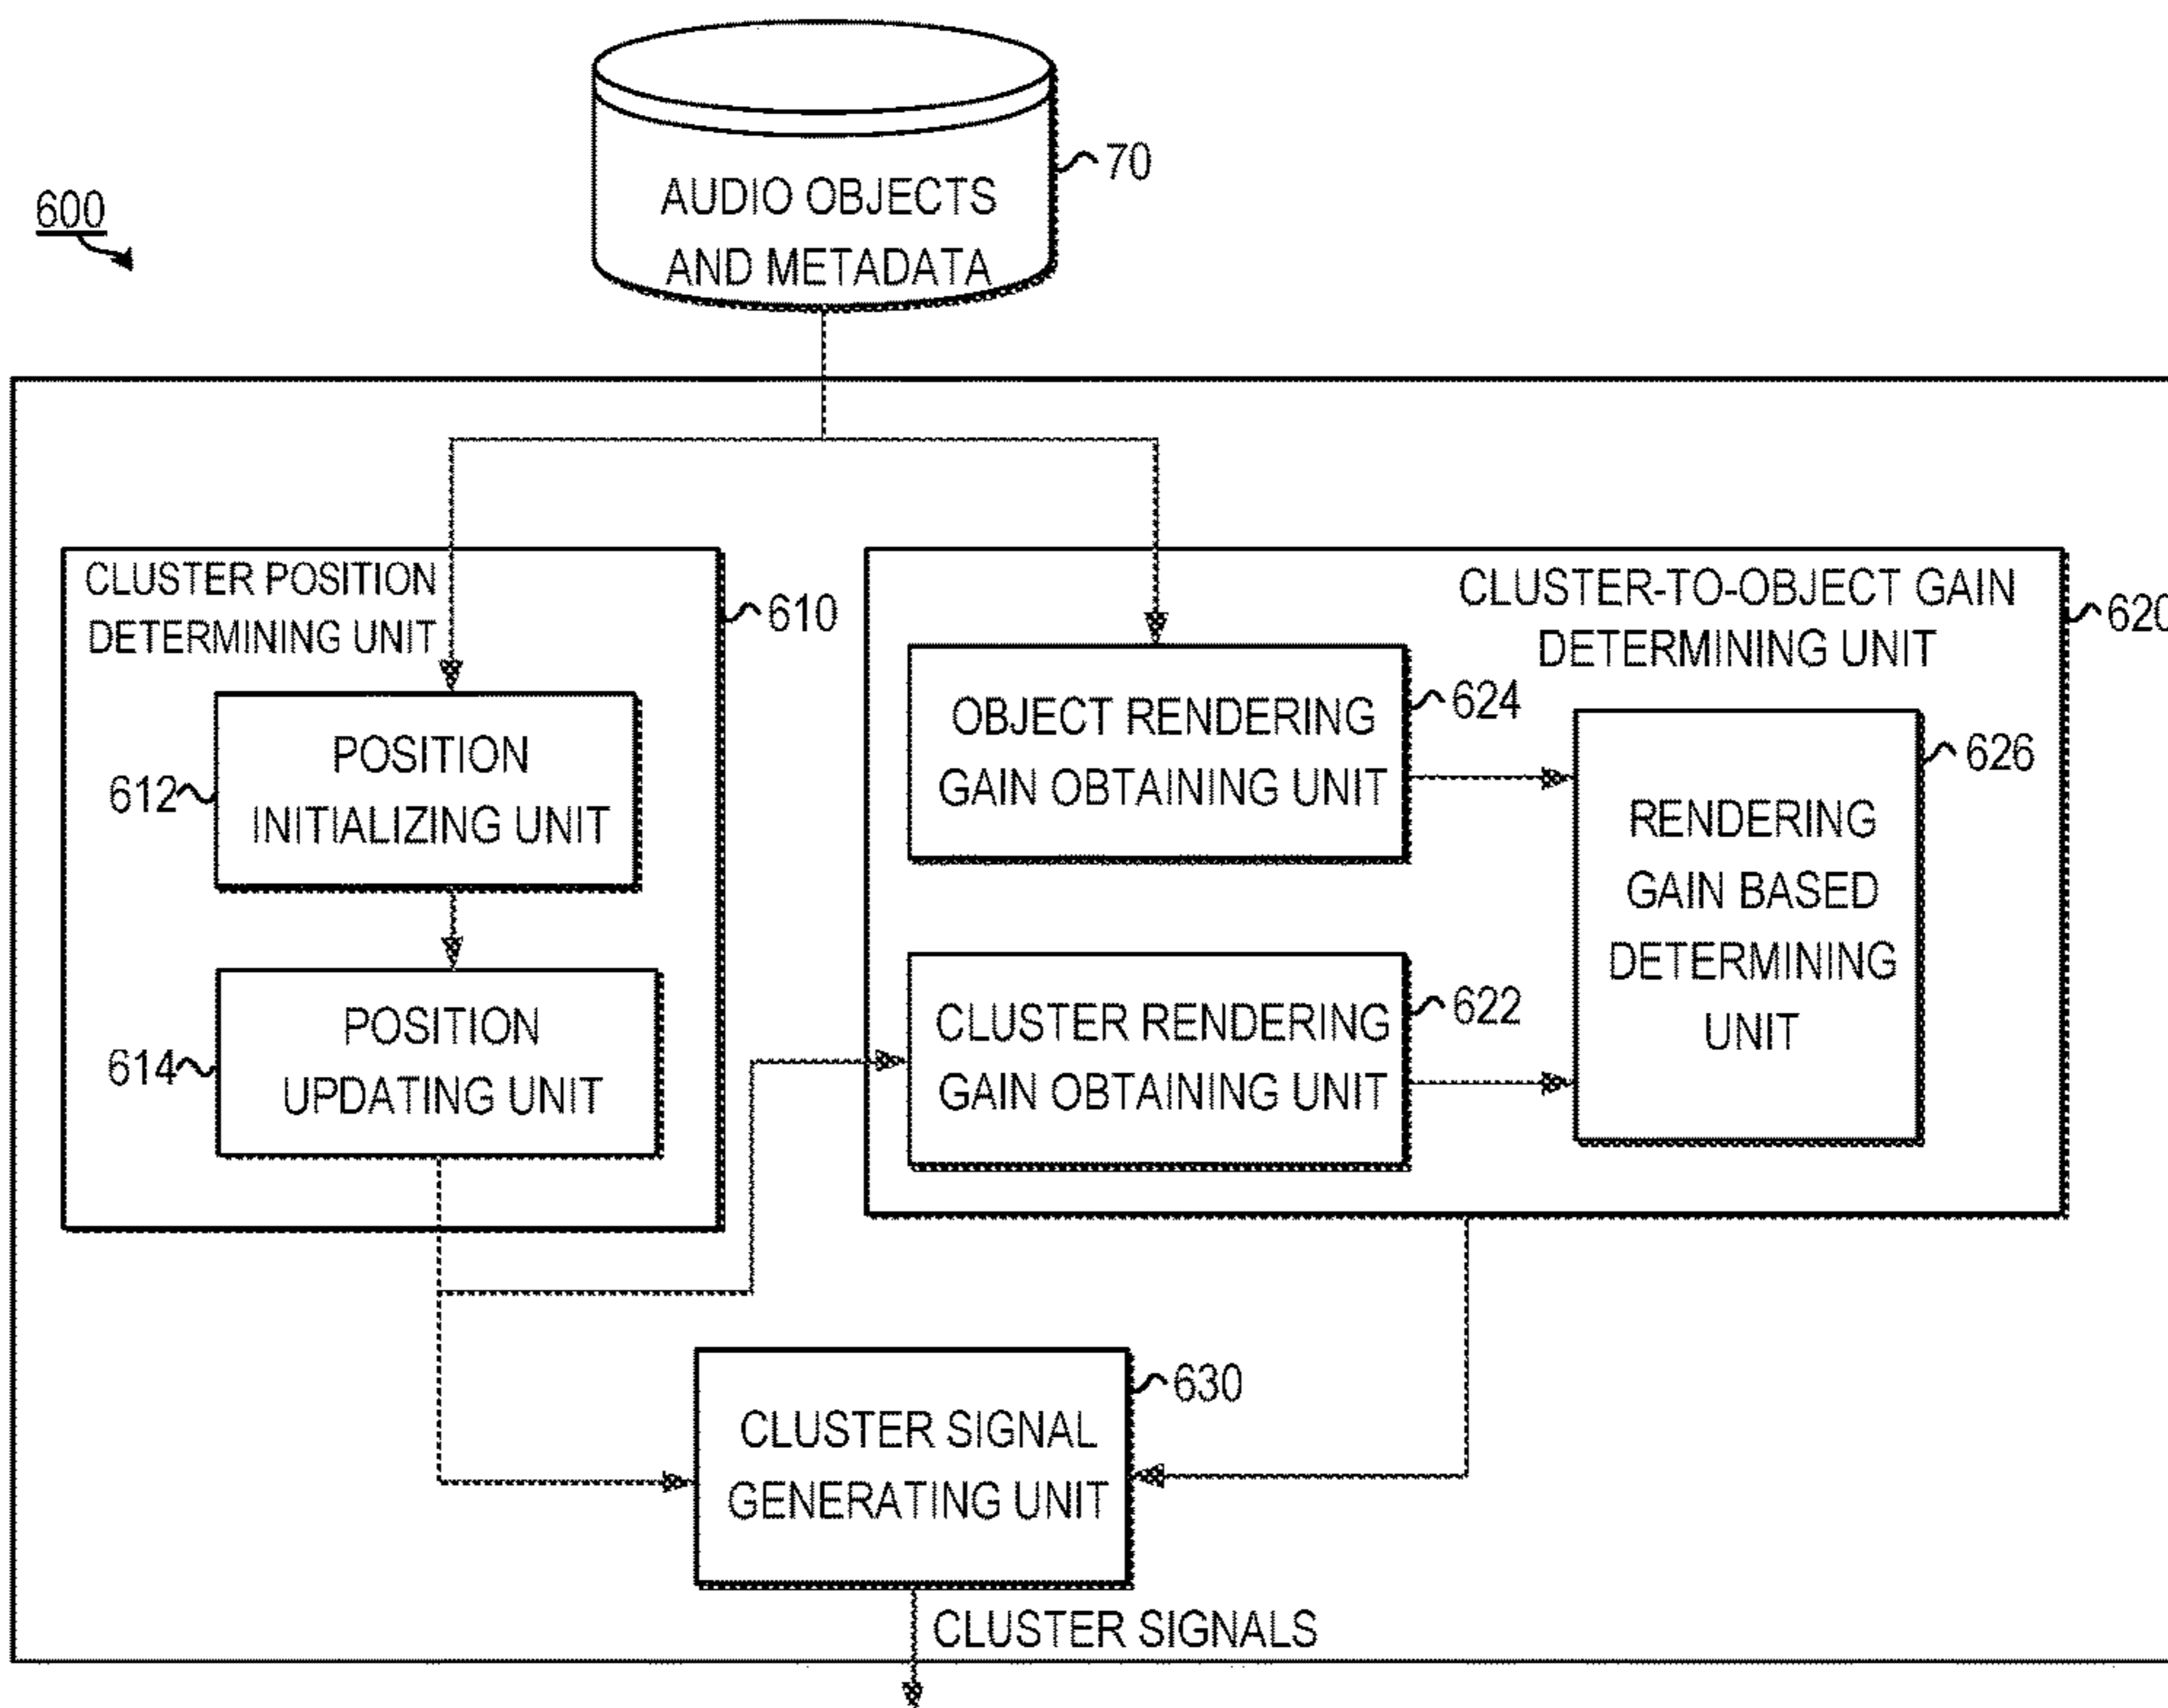 600
AUDIO OBJECTS
AND METADATA
70
CLUSTER POSITION
DETERMINING UNIT
610
612
POSITION
INITIALIZING UNIT
614
POSITION
UPDATING UNIT
CLUSTER-TO-OBJECT GAIN
DETERMINING UNIT
620
OBJECT RENDERING
GAIN OBTAINING UNIT
624
CLUSTER RENDERING
GAIN OBTAINING UNIT
622
RENDERING
GAIN BASED
DETERMINING
UNIT
626
CLUSTER SIGNAL
GENERATING UNIT
630
CLUSTER SIGNALS